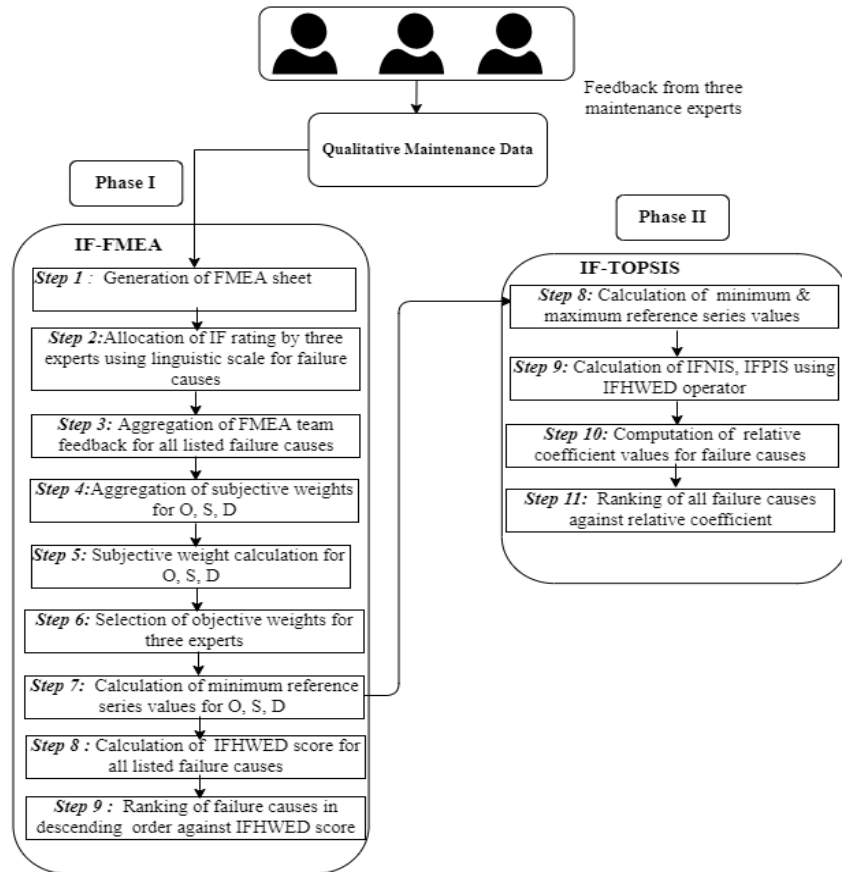 Feedback from three
maintenance experts
Qualitative Maintenance Data
Phase I
IF-FMEA
Step 1 : Generation of FMEA sheet
Step 2:Allocation of IF rating by three
experts using linguistic scale for failure
causes
Step 3: Aggregation of FMEA team
feedback for all listed failure causes
Step 4:Aggregation of subjective weights
for O, S, D
Step 5: Subjective weight calculation for
O, S, D
Step 6: Selection of objective weights for
three experts
Step 7: Calculation of minimum reference
series values for O, S, D
Step 8 : Calculation of IFHWED score for
all listed failure causes
Step 9 : Ranking of failure causes in
descending order against IFHWED score
Phase II
IF-TOPSIS
Step 8: Calculation of minimum &
maximum reference series values
Step 9: Calculation of IFNIS, IFPIS using
IFHWED operator
Step 10: Computation of relative
coefficient values for failure causes
Step 11: Ranking of all failure causes
against relative coefficient